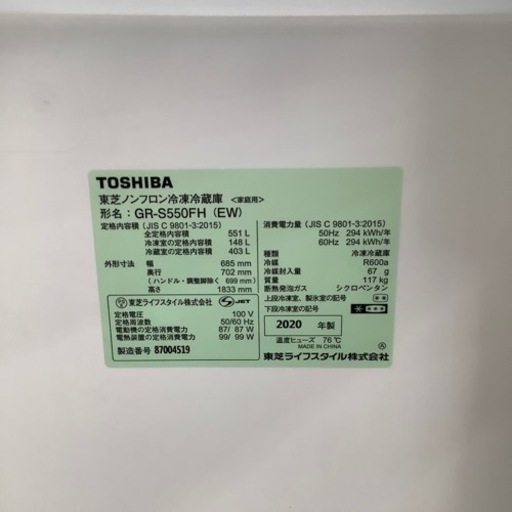 TOSHIBA
東芝ノンフロン冷凍冷蔵庫 <家庭用>
形名：GR-S550FH (EW)
定格内容積 (JIS C 9801-3:2015)
全定格内容積 551 L
冷凍室の定格内容積 148 L
冷蔵室の定格内容積 403 L
外形寸法 幅 685 mm
奥行 702 mm
(ハンドル・調整脚除く 699 mm)
高さ 1833 mm
東芝ライフスタイル株式会社 JET
定格電圧 100 V
定格周波数 50/60 Hz
電動機の定格消費電力 87/ 87 W
電熱装置の定格消費電力 99/ 99 W
製造番号 87004519
消費電力量 (JIS C 9801-3:2015)
50Hz 294 kWh/年
60Hz 294 kWh/年
種類 冷凍冷蔵庫
冷媒 R600a
冷媒封入量 67 g
質量 117 kg
断熱発泡ガス シクロペンタン
上段冷凍室、製氷室の記号 ***
下段冷凍室の記号 ****
2020 年製
温度ヒューズ 76℃
MADE IN CHINA
東芝ライフスタイル株式会社 Ⓐ